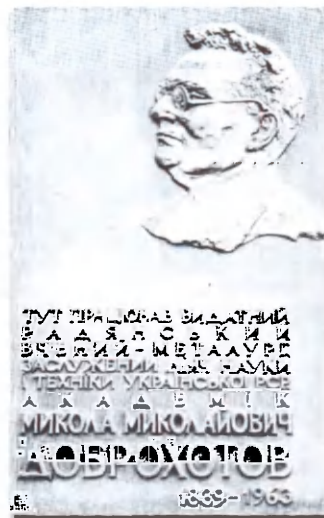 ТУТ ПРАЦЮВАВ ВИДАТНИЙ
РАДЯНСЬКИЙ
ВЧЕНИЙ-МЕТАЛУРГ
ЗАСЛУЖЕНИЙ ДІЯЧ НАУКИ
І ТЕХНІКИ УКРАЇНСЬКОЇ РСР
АКАДЕМІК
МИКОЛА МИКОЛАЙОВИЧ
ДОБРОХОТОВ
1889-1963